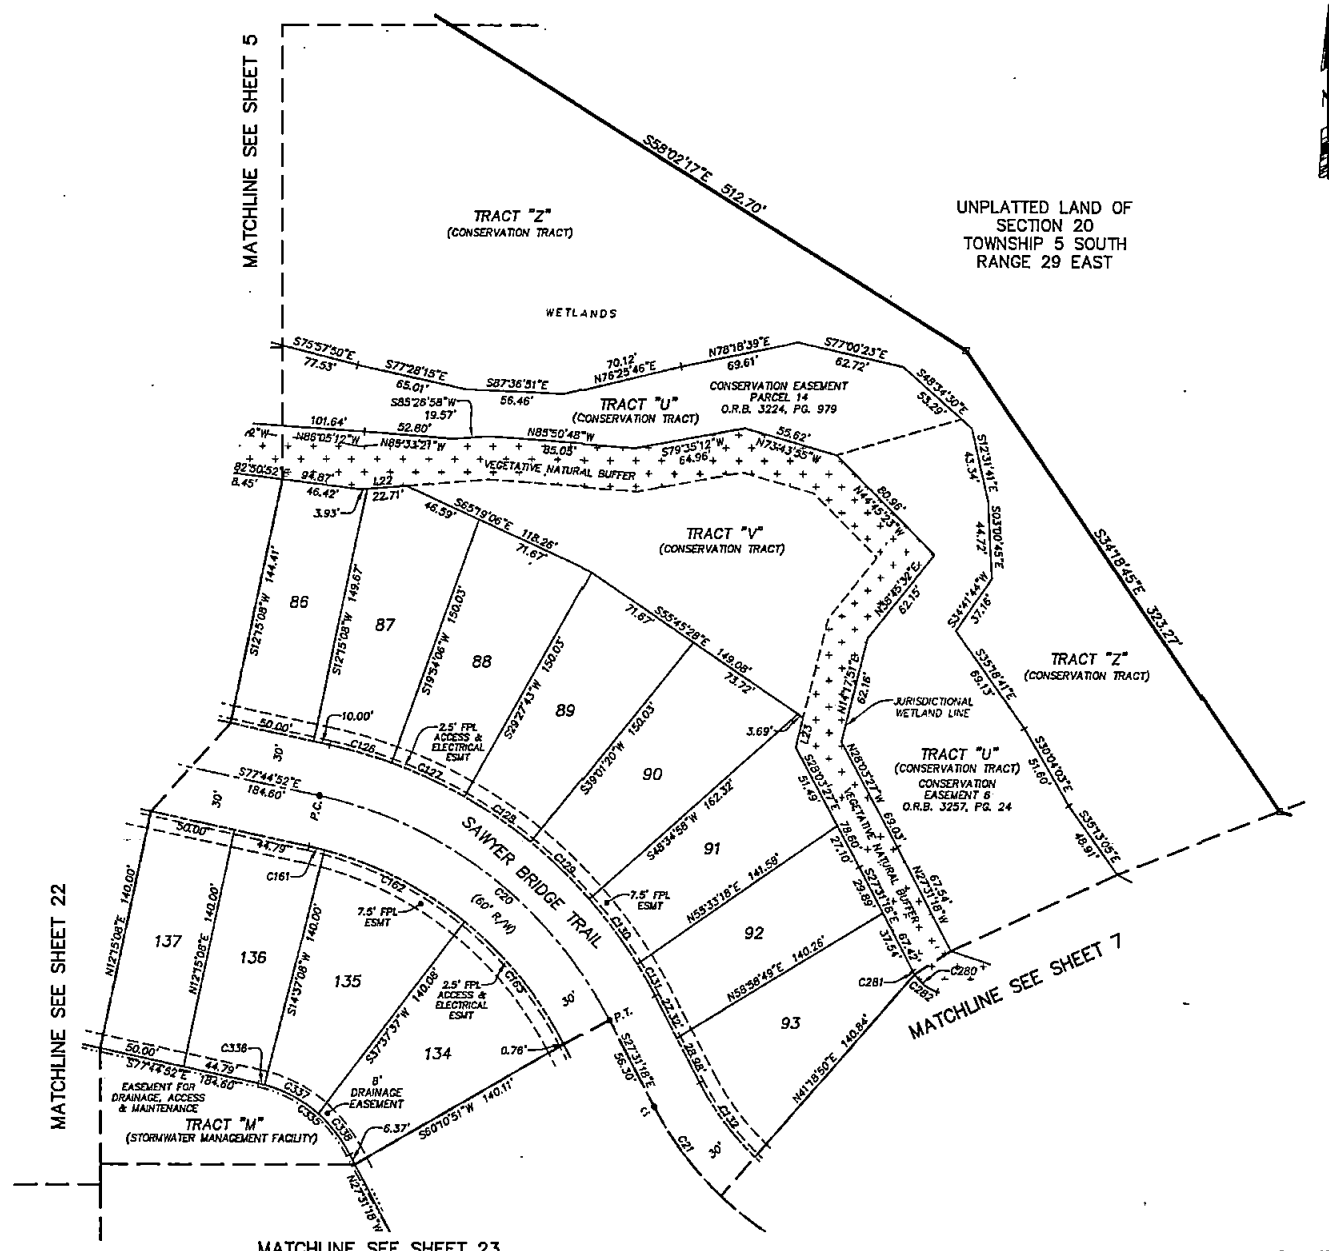 MATCHLINE SEE SHEET 5
S58°02'17"E 512.70'
UNPLATTED LAND OF
SECTION 20
TOWNSHIP 5 SOUTH
RANGE 29 EAST
TRACT "Z"
(CONSERVATION TRACT)
WETLANDS
S75°57'50"E
77.53'
S77°28'15"E
65.01'
S87°36'51"E
56.46'
70.12'
N76°25'46"E
N78°18'39"E
69.61'
S77°00'23"E
62.72'
S48°34'30"E
53.29'
CONSERVATION EASEMENT
PARCEL 14
O.R.B. 3224, PG. 979
TRACT "U"
(CONSERVATION TRACT)
S85°26'58"W
19.57'
101.64'
N86°05'12"W
52.80'
N85°33'21"W
N85°50'48"W
85.05'
S79°35'12"W
64.96'
55.62'
N73°43'55"W
VEGETATIVE NATURAL BUFFER
82°50'52"E
8.45'
94.87'
46.42'
L22
22.71'
3.93'
46.59'
S65°19'06"E
118.26'
71.67'
80.96'
N44°45'23"W
S12°31'41"E
43.34'
S03°00'45"E
44.72'
S34°41'44"W
37.16'
S34°18'45"E 323.27'
TRACT "V"
(CONSERVATION TRACT)
N38°45'32"E
62.15'
N14°17'51"E
62.16'
S12°15'08"W 144.41'
86
S12°15'08"W 149.67'
87
S19°54'06"W 150.03'
88
S29°27'43"W 150.03'
89
S39°01'20"W 150.03'
90
71.67'
S55°45'28"E
149.08'
73.72'
3.69'
L23
S35°18'41"E
69.13'
TRACT "Z"
(CONSERVATION TRACT)
JURISDICTIONAL
WETLAND LINE
TRACT "U"
(CONSERVATION TRACT)
CONSERVATION
EASEMENT 6
O.R.B. 3257, PG. 24
S30°04'03"E
51.60'
S35°13'05"E
48.91'
50.00'
10.00'
C126
2.5' FPL
ACCESS &
ELECTRICAL
ESMT
C127
C128
C129
30'
S77°44'52"E
184.60'
P.C.
30'
S48°34'58"W 162.32'
91
S28°03'27"E
51.49'
N28°03'27"W
69.03'
VEGETATIVE NATURAL BUFFER
78.60'
27.10'
S27°31'18"E
29.89'
67.42'
37.54'
67.54'
N27°31'18"W
50.00'
44.79'
C161
C162
7.5' FPL
ESMT
SAWYER BRIDGE TRAIL
C20
(60' R/W)
7.5' FPL
ESMT
C130
N55°33'18"E 141.59'
92
N58°58'49"E 140.26'
93
C131
22.32'
28.98'
C132
C281
C280
C282
MATCHLINE SEE SHEET 7
N41°18'50"E 140.84'
MATCHLINE SEE SHEET 22
N12°15'08"E 140.00'
137
N12°15'08"E 140.00'
136
S14°37'08"W 140.00'
135
S37°37'37"W 140.08'
134
2.5' FPL
ACCESS &
ELECTRICAL
ESMT
C163
30'
P.T.
0.76'
S27°31'18"E
56.30'
C21
30'
C336
50.00'
S77°44'52"E
44.79'
184.60'
C337
C335
C338
8'
DRAINAGE
EASEMENT
6.37'
S60°10'51"W 140.11'
EASEMENT FOR
DRAINAGE, ACCESS
& MAINTENANCE
TRACT "M"
(STORMWATER MANAGEMENT FACILITY)
N27°31'18"W
MATCHLINE SEE SHEET 23